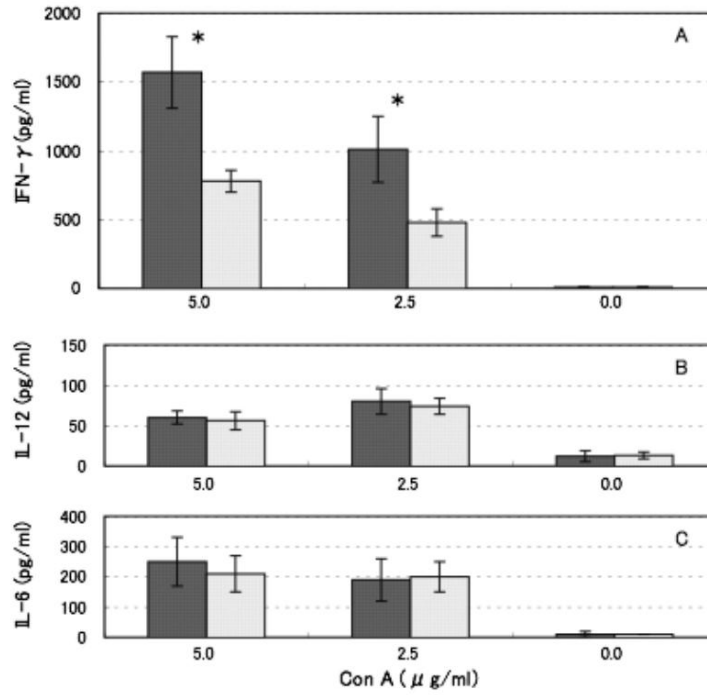 2000
A
*
1500
*
1000
500
0
IFN-γ (pg/ml)
5.0 2.5 0.0
150
B
100
50
0
IL-12 (pg/ml)
5.0 2.5 0.0
400
C
300
200
100
0
IL-6 (pg/ml)
5.0 2.5 0.0
Con A (μg/ml)